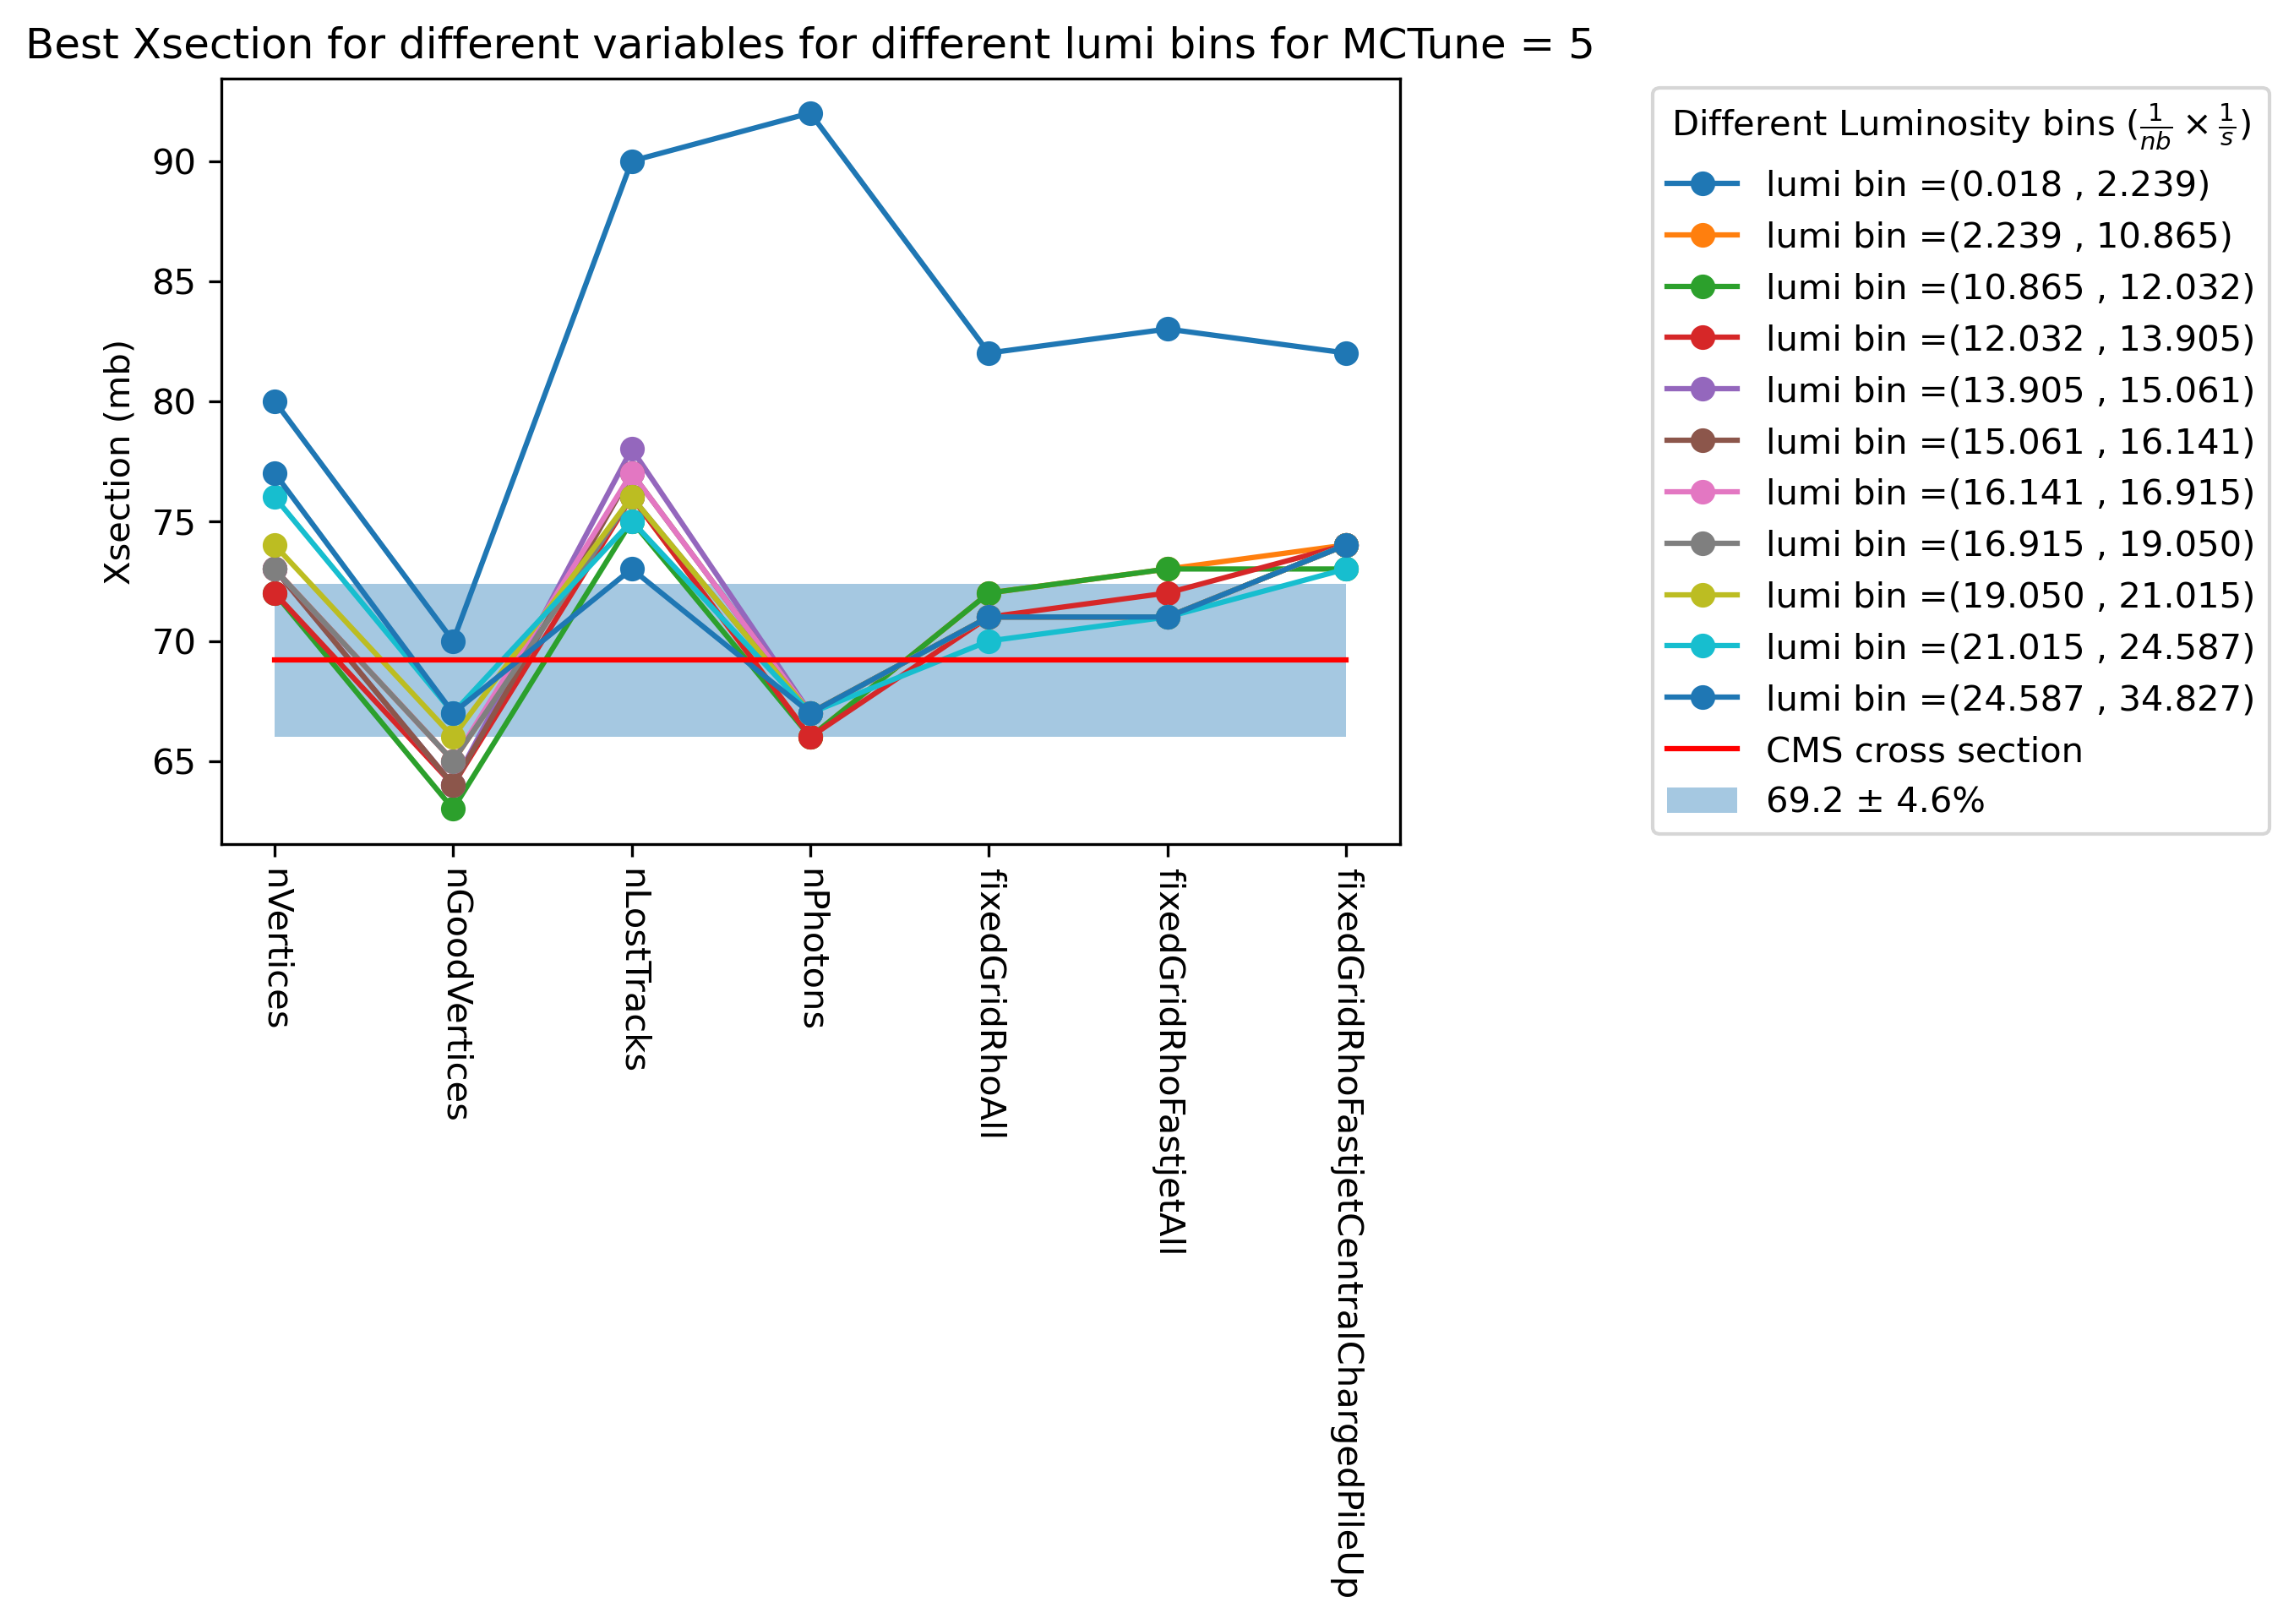 Best Xsection for different variables for different lumi bins for MCTune = 5
Xsection (mb)
90
85
80
75
70
65
nVertices
nGoodVertices
nLostTracks
nPhotons
fixedGridRhoAll
fixedGridRhoFastjetAll
fixedGridRhoFastjetCentralChargedPileUp
Different Luminosity bins (1/nb × 1/s)
lumi bin =(0.018 , 2.239)
lumi bin =(2.239 , 10.865)
lumi bin =(10.865 , 12.032)
lumi bin =(12.032 , 13.905)
lumi bin =(13.905 , 15.061)
lumi bin =(15.061 , 16.141)
lumi bin =(16.141 , 16.915)
lumi bin =(16.915 , 19.050)
lumi bin =(19.050 , 21.015)
lumi bin =(21.015 , 24.587)
lumi bin =(24.587 , 34.827)
CMS cross section
69.2 ± 4.6%